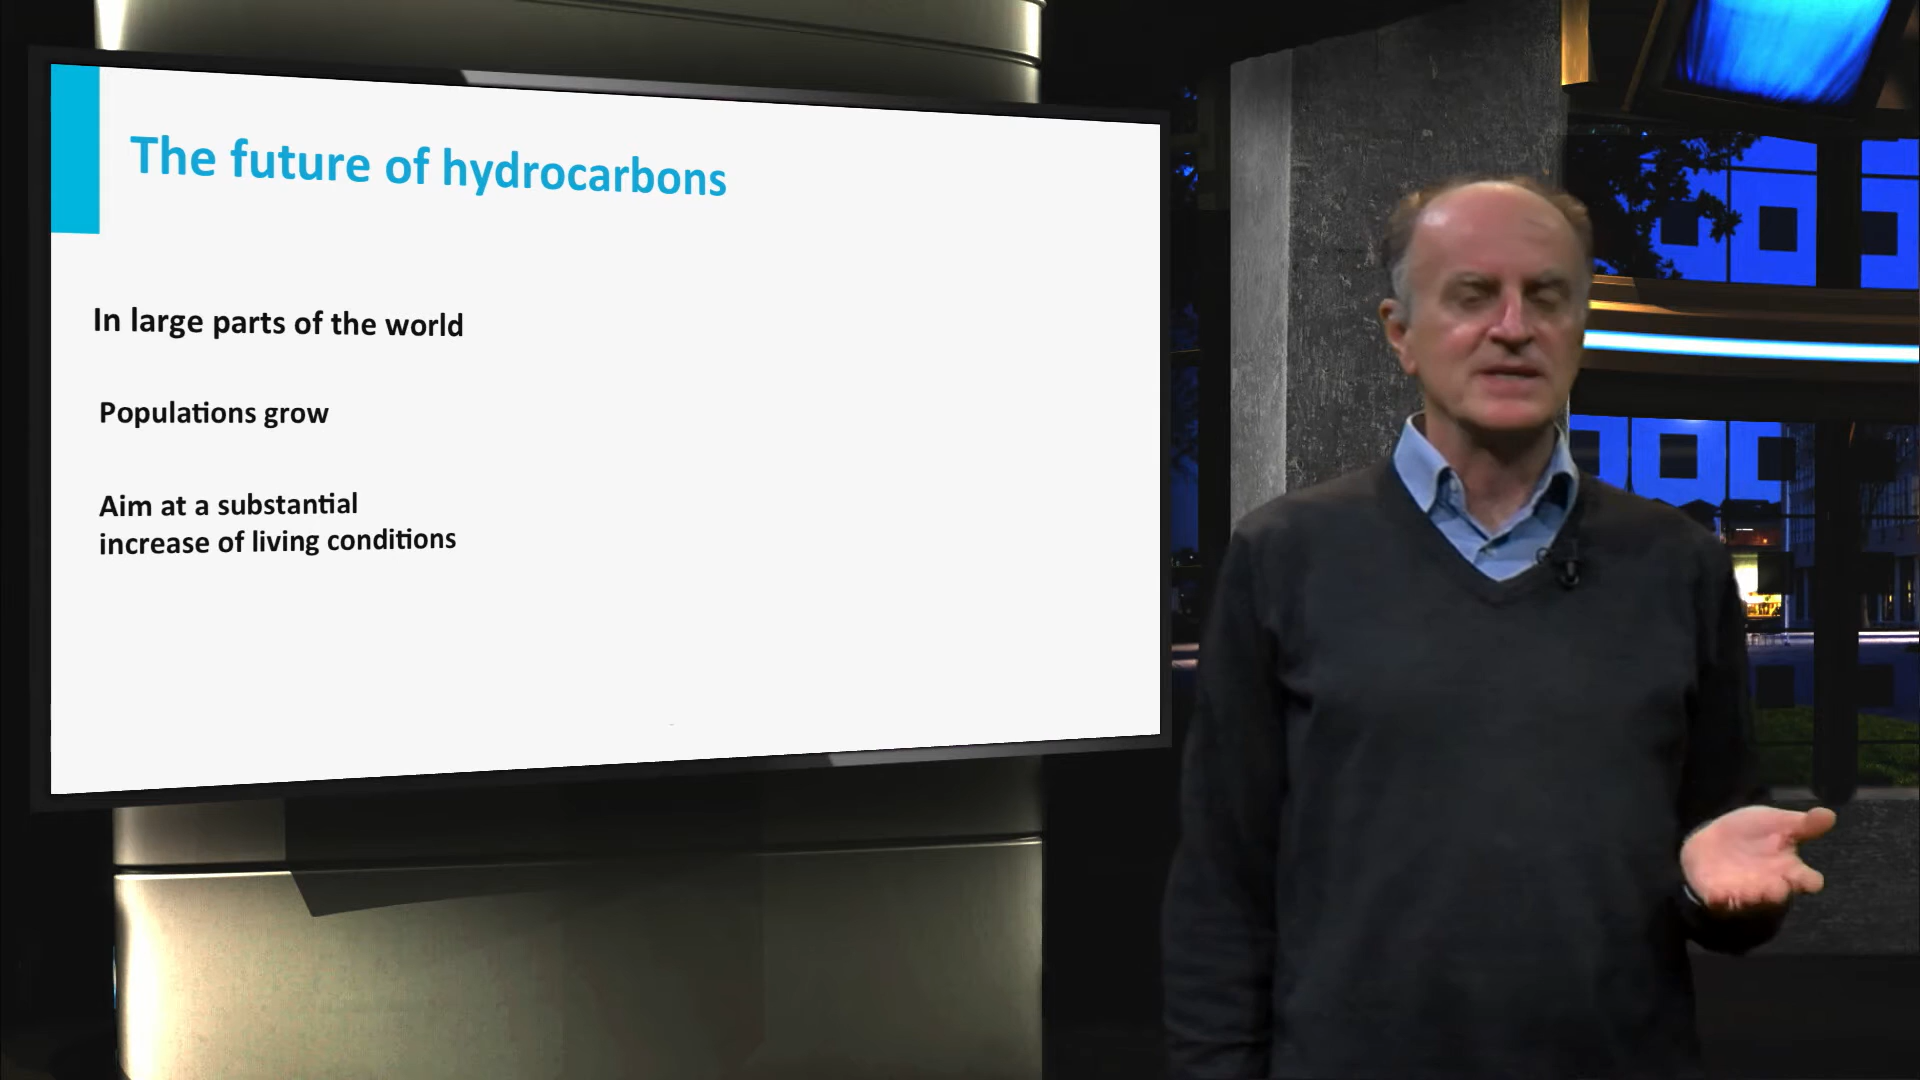 The future of hydrocarbons
In large parts of the world
Populations grow
Aim at a substantial
increase of living conditions